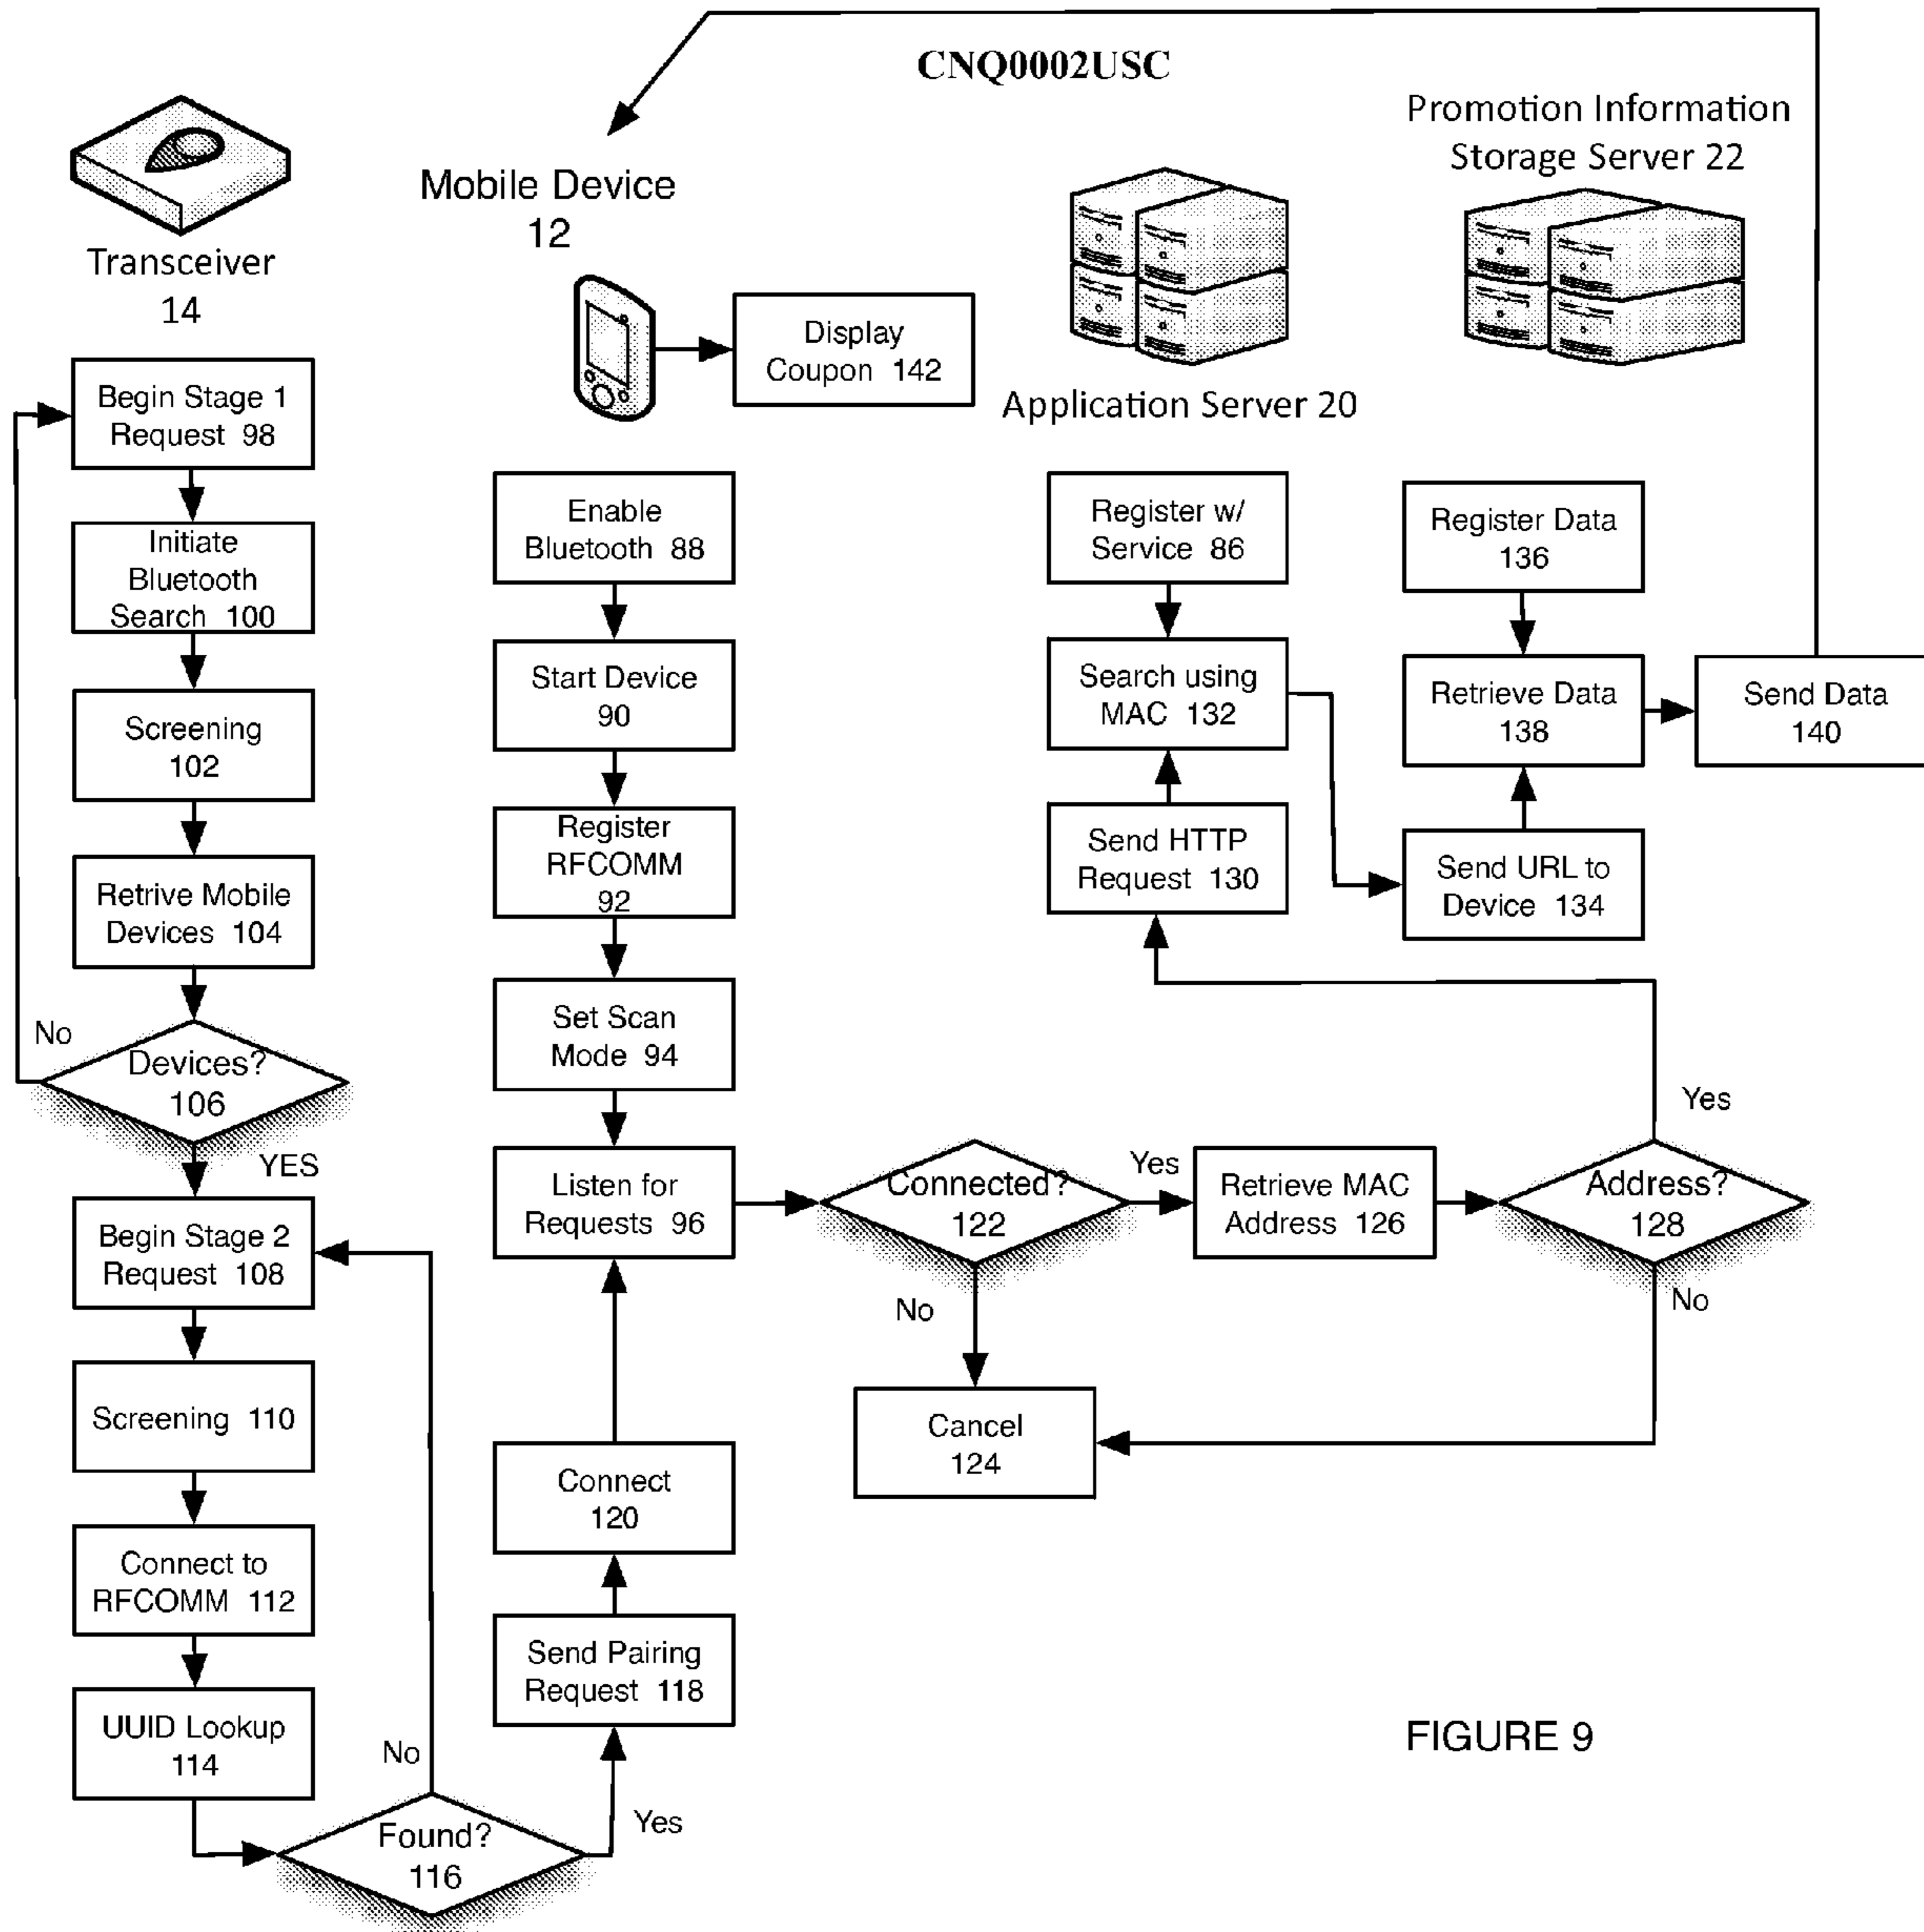 CNQ0002USC
Promotion Information
Storage Server 22
Mobile Device
12
Transceiver
14
Display
Coupon 142
Application Server 20
Begin Stage 1
Request 98
Initiate
Bluetooth
Search 100
Screening
102
Retrive Mobile
Devices 104
No
Devices?
106
YES
Begin Stage 2
Request 108
Screening 110
Connect to
RFCOMM 112
UUID Lookup
114
No
Found?
116
Yes
Enable
Bluetooth 88
Start Device
90
Register
RFCOMM
92
Set Scan
Mode 94
Listen for
Requests 96
Connect
120
Send Pairing
Request 118
Connected?
122
Yes
No
Cancel
124
Retrieve MAC
Address 126
Address?
128
Yes
No
Register w/
Service 86
Search using
MAC 132
Send HTTP
Request 130
Register Data
136
Retrieve Data
138
Send URL to
Device 134
Send Data
140
FIGURE 9